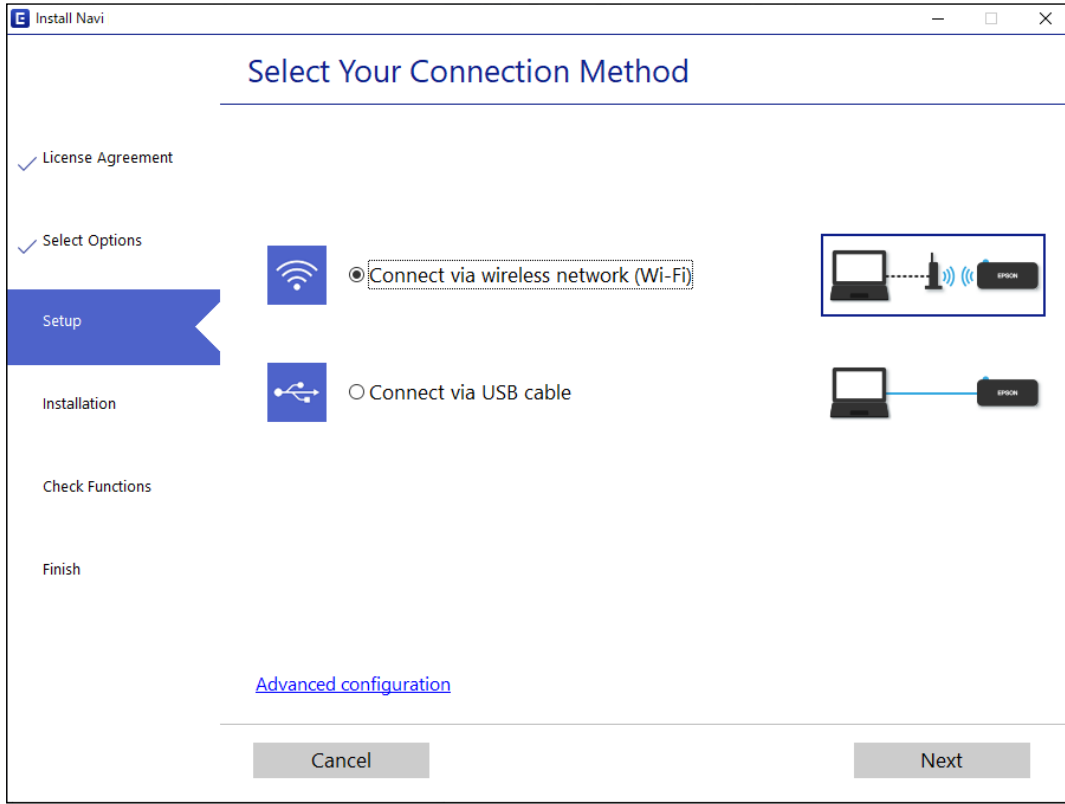 E Install Navi
Select Your Connection Method
License Agreement
Select Options
Setup
Installation
Check Functions
Finish
Connect via wireless network (Wi-Fi)
EPSON
Connect via USB cable
EPSON
Advanced configuration
Cancel
Next